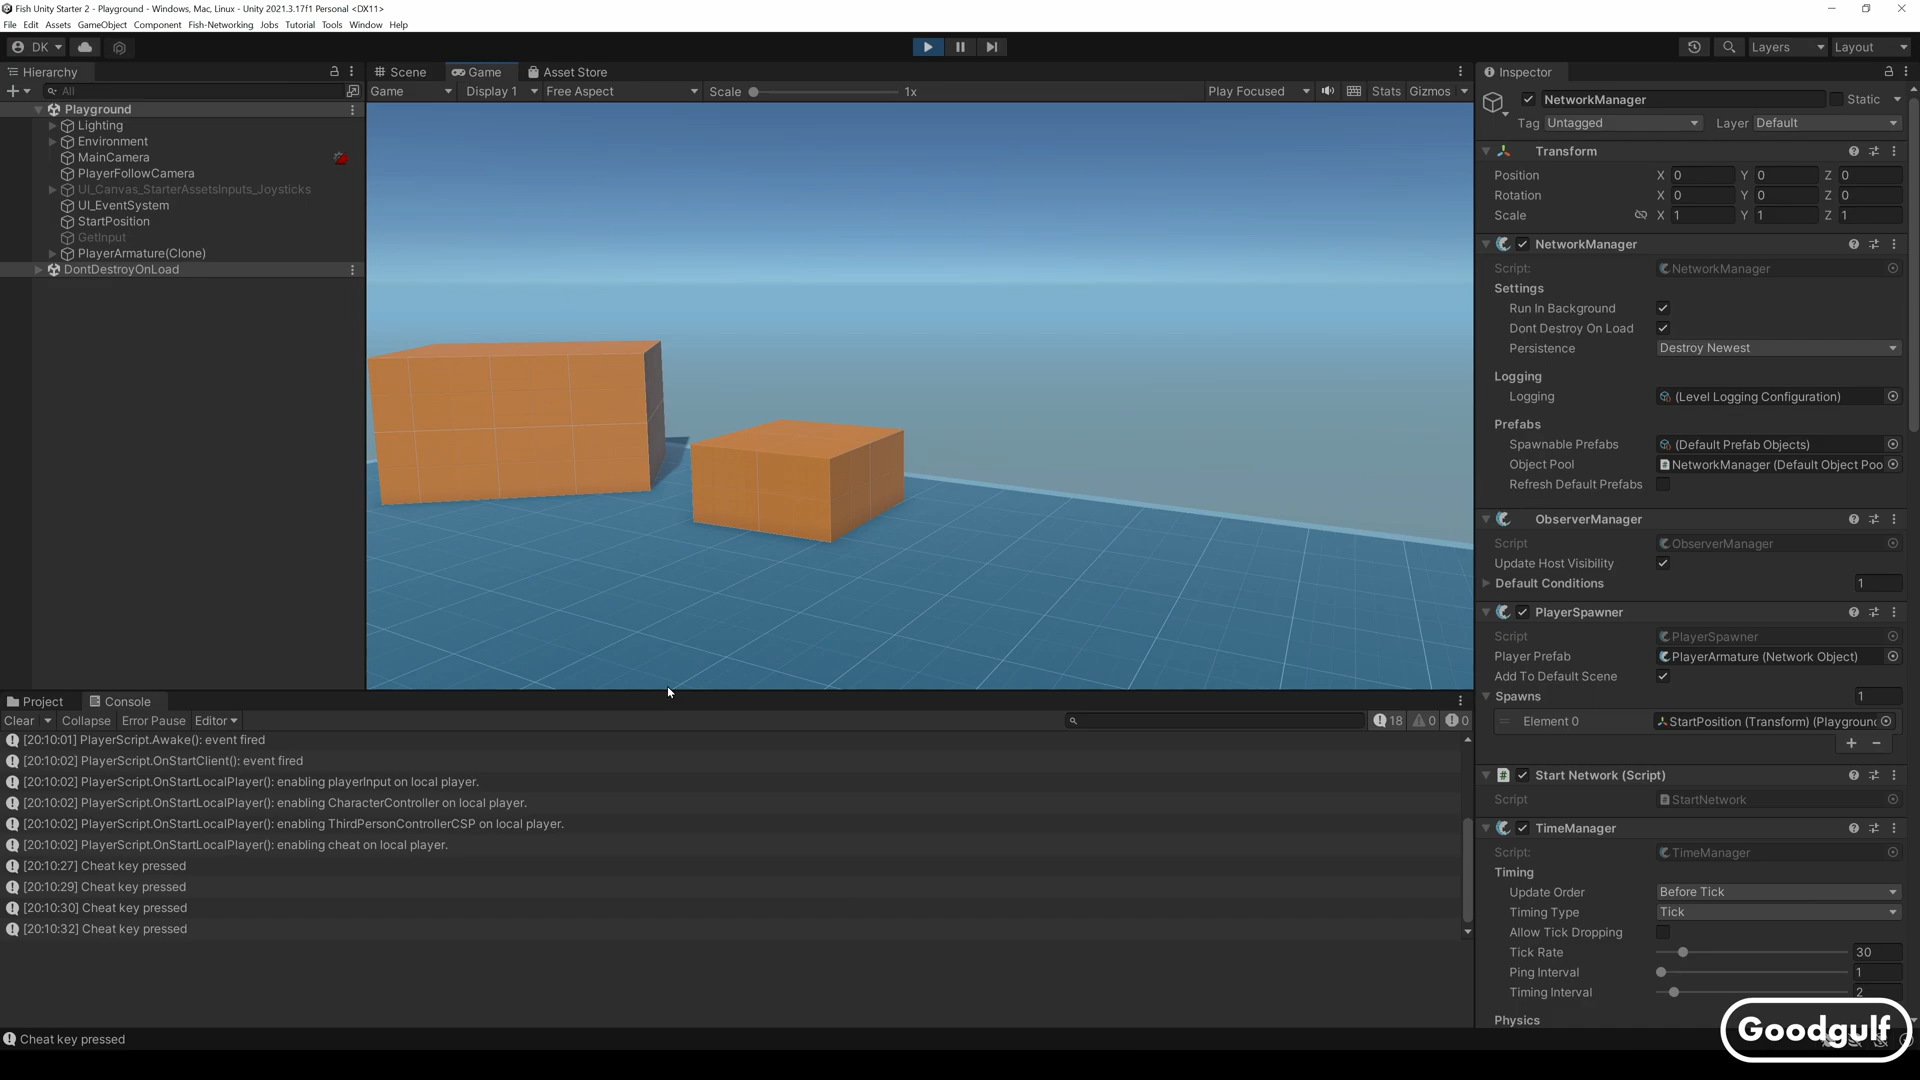 Fish Unity Starter 2 - Playground - Windows, Mac, Linux - Unity 2021.3.17f1 Personal <DX11>
File Edit Assets GameObject Component Fish-Networking Jobs Tutorial Tools Window Help
DK
Layers Layout
Hierarchy
Scene Game Asset Store
Inspector
All
Game Display 1 Free Aspect Scale 1x Play Focused Stats Gizmos
Playground
Lighting
Environment
MainCamera
PlayerFollowCamera
UI_Canvas_StarterAssetsInputs_Joysticks
UI_EventSystem
StartPosition
GetInput
PlayerArmature(Clone)
DontDestroyOnLoad
NetworkManager Static
Tag Untagged Layer Default
Transform
Position X 0 Y 0 Z 0
Rotation X 0 Y 0 Z 0
Scale X 1 Y 1 Z 1
NetworkManager
Script: NetworkManager
Settings
Run In Background
Dont Destroy On Load
Persistence Destroy Newest
Logging
Logging (Level Logging Configuration)
Prefabs
Spawnable Prefabs (Default Prefab Objects)
Object Pool NetworkManager (Default Object Poo
Refresh Default Prefabs
ObserverManager
Script ObserverManager
Update Host Visibility
Default Conditions 1
PlayerSpawner
Script PlayerSpawner
Player Prefab PlayerArmature (Network Object)
Add To Default Scene
Spawns 1
Element 0 StartPosition (Transform) (Playground
Start Network (Script)
Script StartNetwork
TimeManager
Script: TimeManager
Timing
Update Order Before Tick
Timing Type Tick
Allow Tick Dropping
Tick Rate 30
Ping Interval 1
Timing Interval 2
Physics
Project Console
Clear Collapse Error Pause Editor 18 0 0
[20:10:01] PlayerScript.Awake(): event fired
[20:10:02] PlayerScript.OnStartClient(): event fired
[20:10:02] PlayerScript.OnStartLocalPlayer(): enabling playerInput on local player.
[20:10:02] PlayerScript.OnStartLocalPlayer(): enabling CharacterController on local player.
[20:10:02] PlayerScript.OnStartLocalPlayer(): enabling ThirdPersonControllerCSP on local player.
[20:10:02] PlayerScript.OnStartLocalPlayer(): enabling cheat on local player.
[20:10:27] Cheat key pressed
[20:10:29] Cheat key pressed
[20:10:30] Cheat key pressed
[20:10:32] Cheat key pressed
Cheat key pressed
Goodgulf